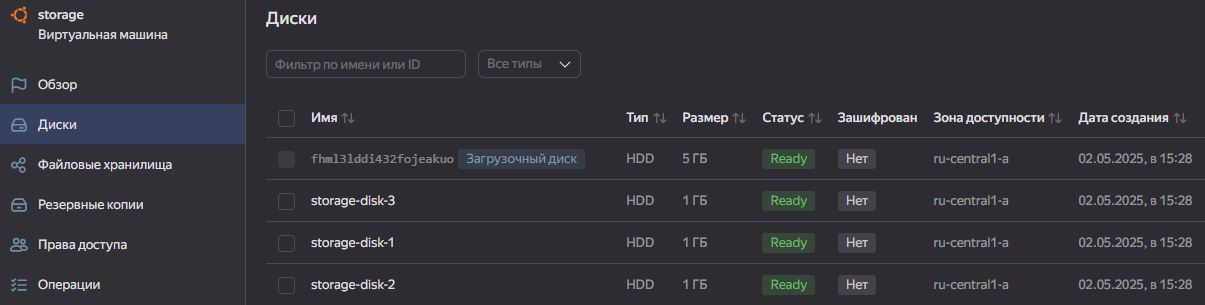 storage
Виртуальная машина
Обзор
Диски
Файловые хранилища
Резервные копии
Права доступа
Операции
Диски
Фильтр по имени или ID
Все типы
Имя Тип Размер Статус Зашифрован Зона доступности Дата создания
fhml3lddi432fojeakuo Загрузочный диск HDD 5 ГБ Ready Нет ru-central1-a 02.05.2025, в 15:28
storage-disk-3 HDD 1 ГБ Ready Нет ru-central1-a 02.05.2025, в 15:28
storage-disk-1 HDD 1 ГБ Ready Нет ru-central1-a 02.05.2025, в 15:28
storage-disk-2 HDD 1 ГБ Ready Нет ru-central1-a 02.05.2025, в 15:28